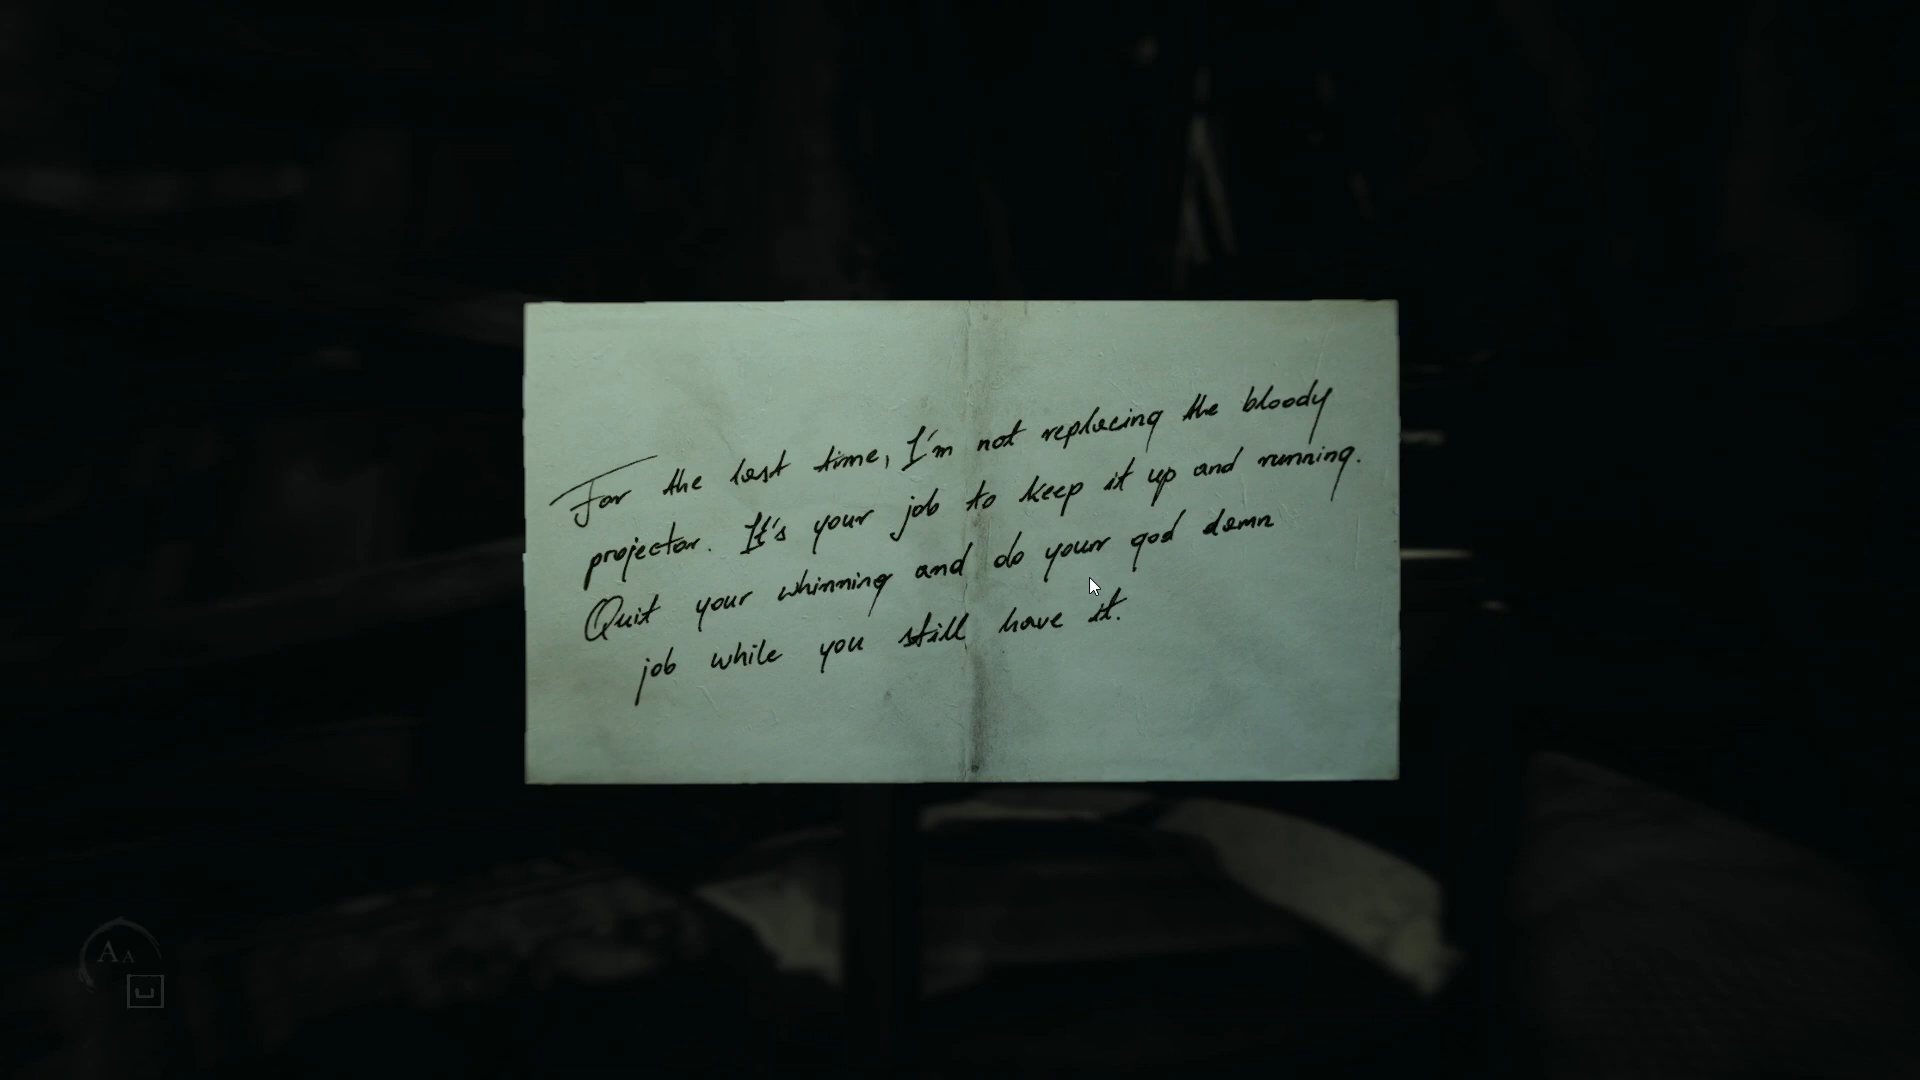 For the last time, I'm not replacing the bloody
projector. It's your job to keep it up and running.
Quit your whinning and do your god damn
job while you still have it.
AA